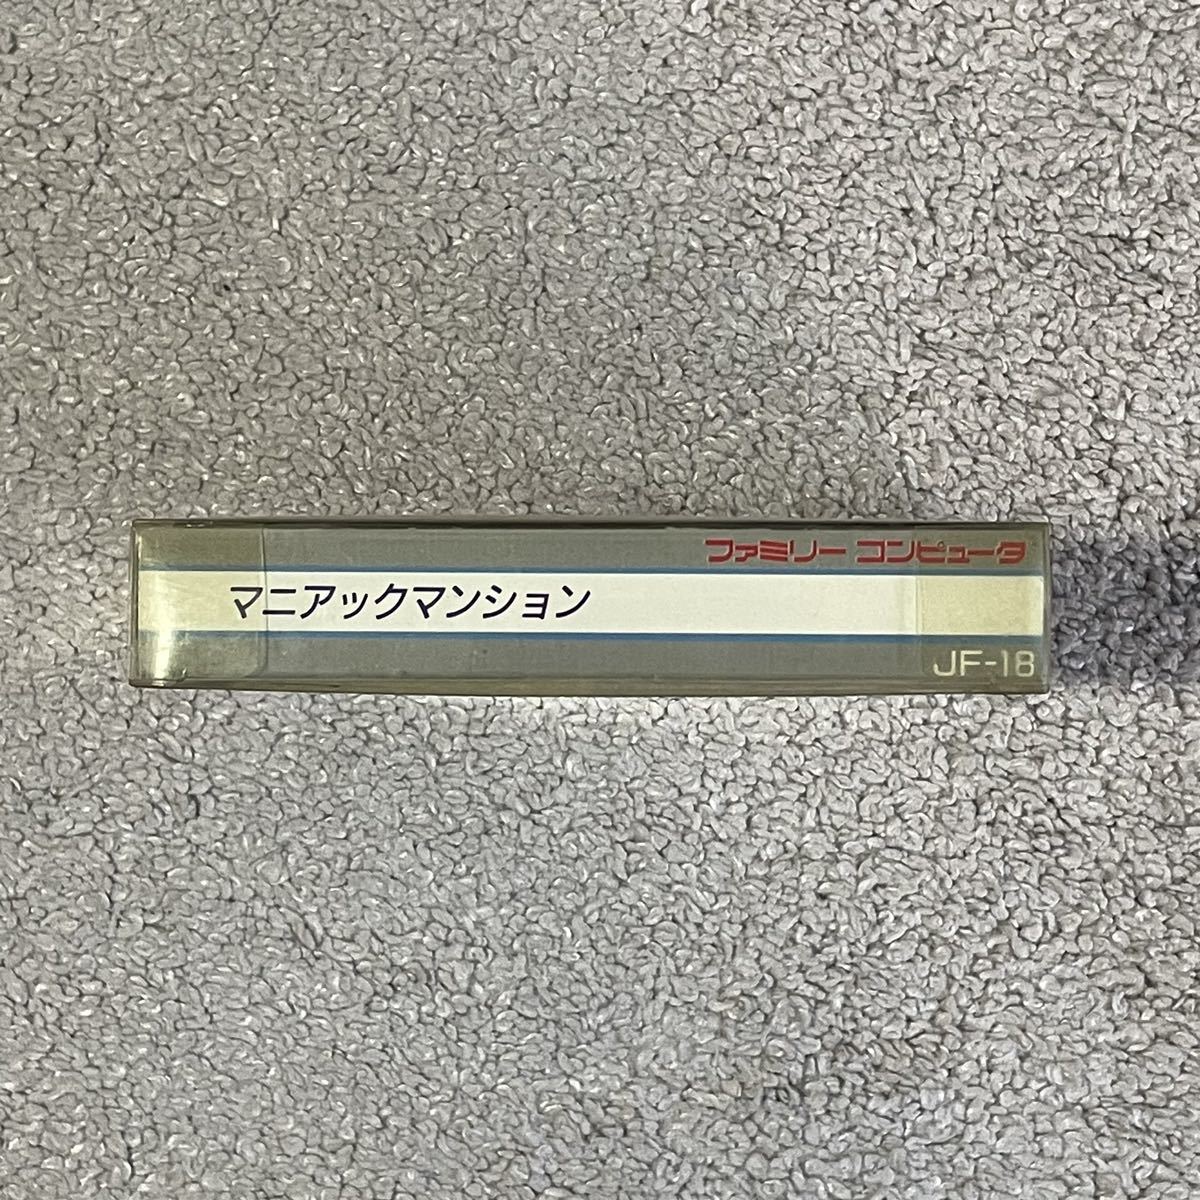 ファミリー コンピュータ
マニアックマンション
JF-18